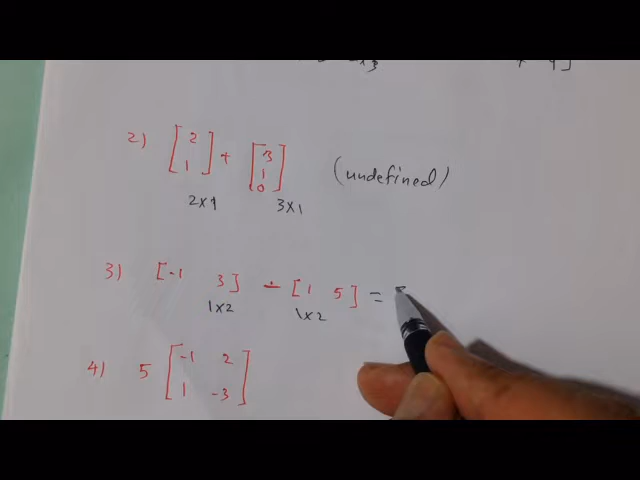 2) [2 1] + [3 1 0] (undefined)
2x1 3x1
3) [-1 3] - [1 5] =
1x2 1x2
4) 5 [-1 2
1 -3]